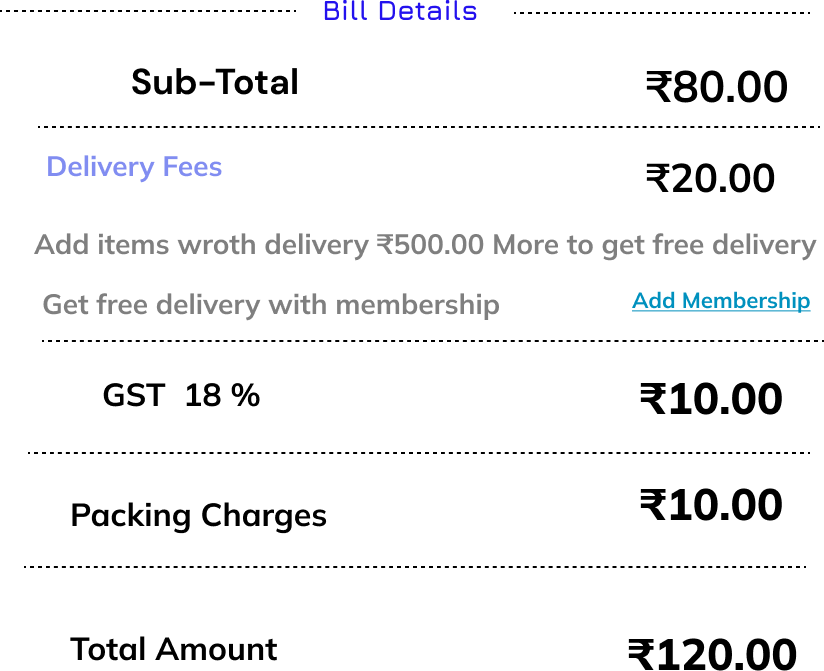 Bill Details
Sub-Total ₹80.00
Delivery Fees ₹20.00
Add items wroth delivery ₹500.00 More to get free delivery
Get free delivery with membership Add Membership
GST 18 % ₹10.00
Packing Charges ₹10.00
Total Amount ₹120.00